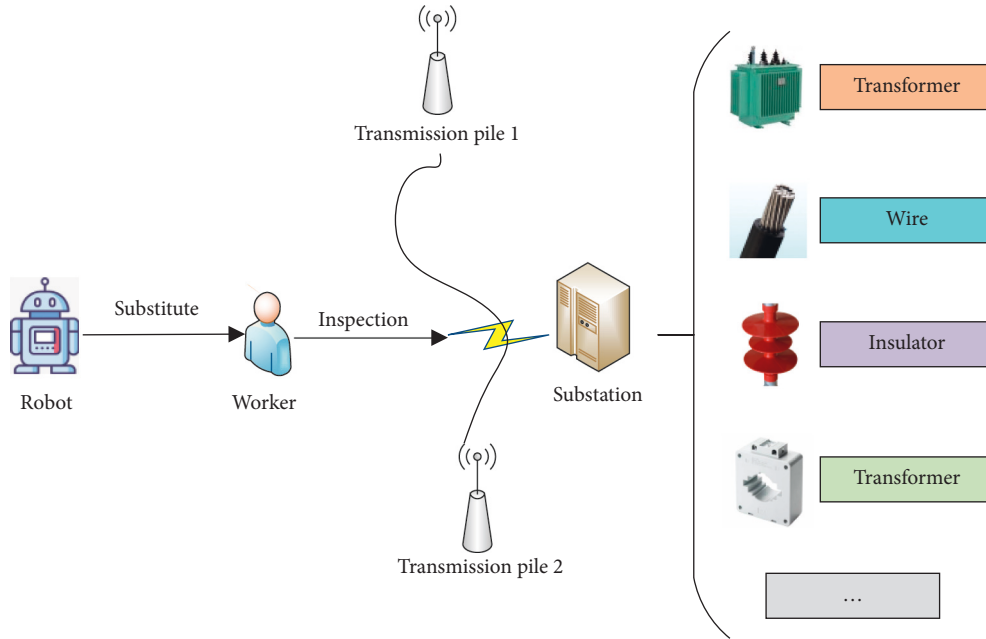 Transmission pile 1
Transformer
Wire
Substitute
Inspection
Insulator
Robot
Worker
Substation
Transformer
Transmission pile 2
...